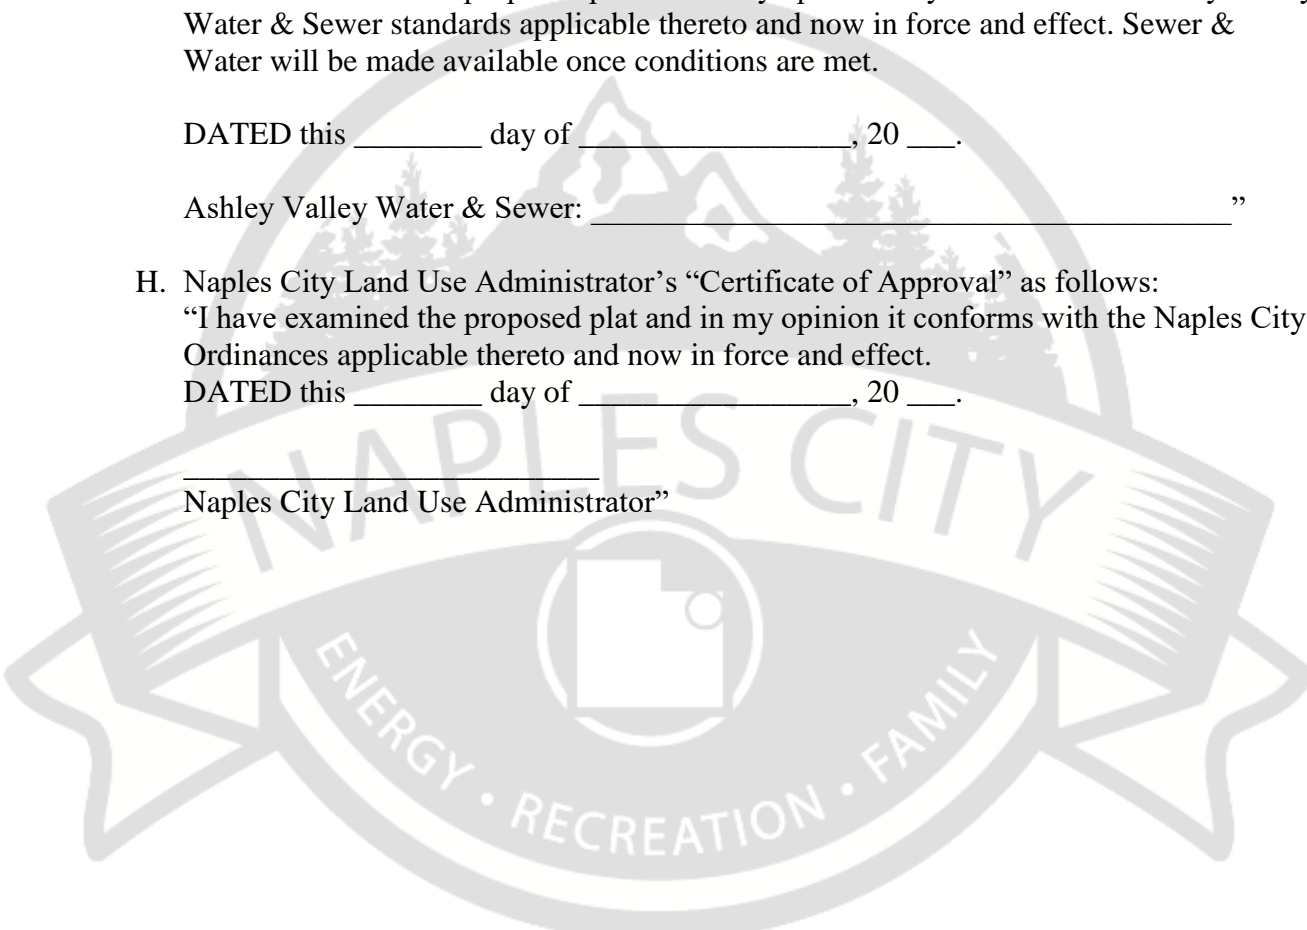 Water & Sewer standards applicable thereto and now in force and effect. Sewer &
Water will be made available once conditions are met.
DATED this ________ day of _________________, 20 ___.
Ashley Valley Water & Sewer: ________________________________________”
H. Naples City Land Use Administrator’s “Certificate of Approval” as follows:
“I have examined the proposed plat and in my opinion it conforms with the Naples City
Ordinances applicable thereto and now in force and effect.
DATED this ________ day of _________________, 20 ___.
__________________________
Naples City Land Use Administrator”
NAPLES CITY
ENERGY • RECREATION • FAMILY